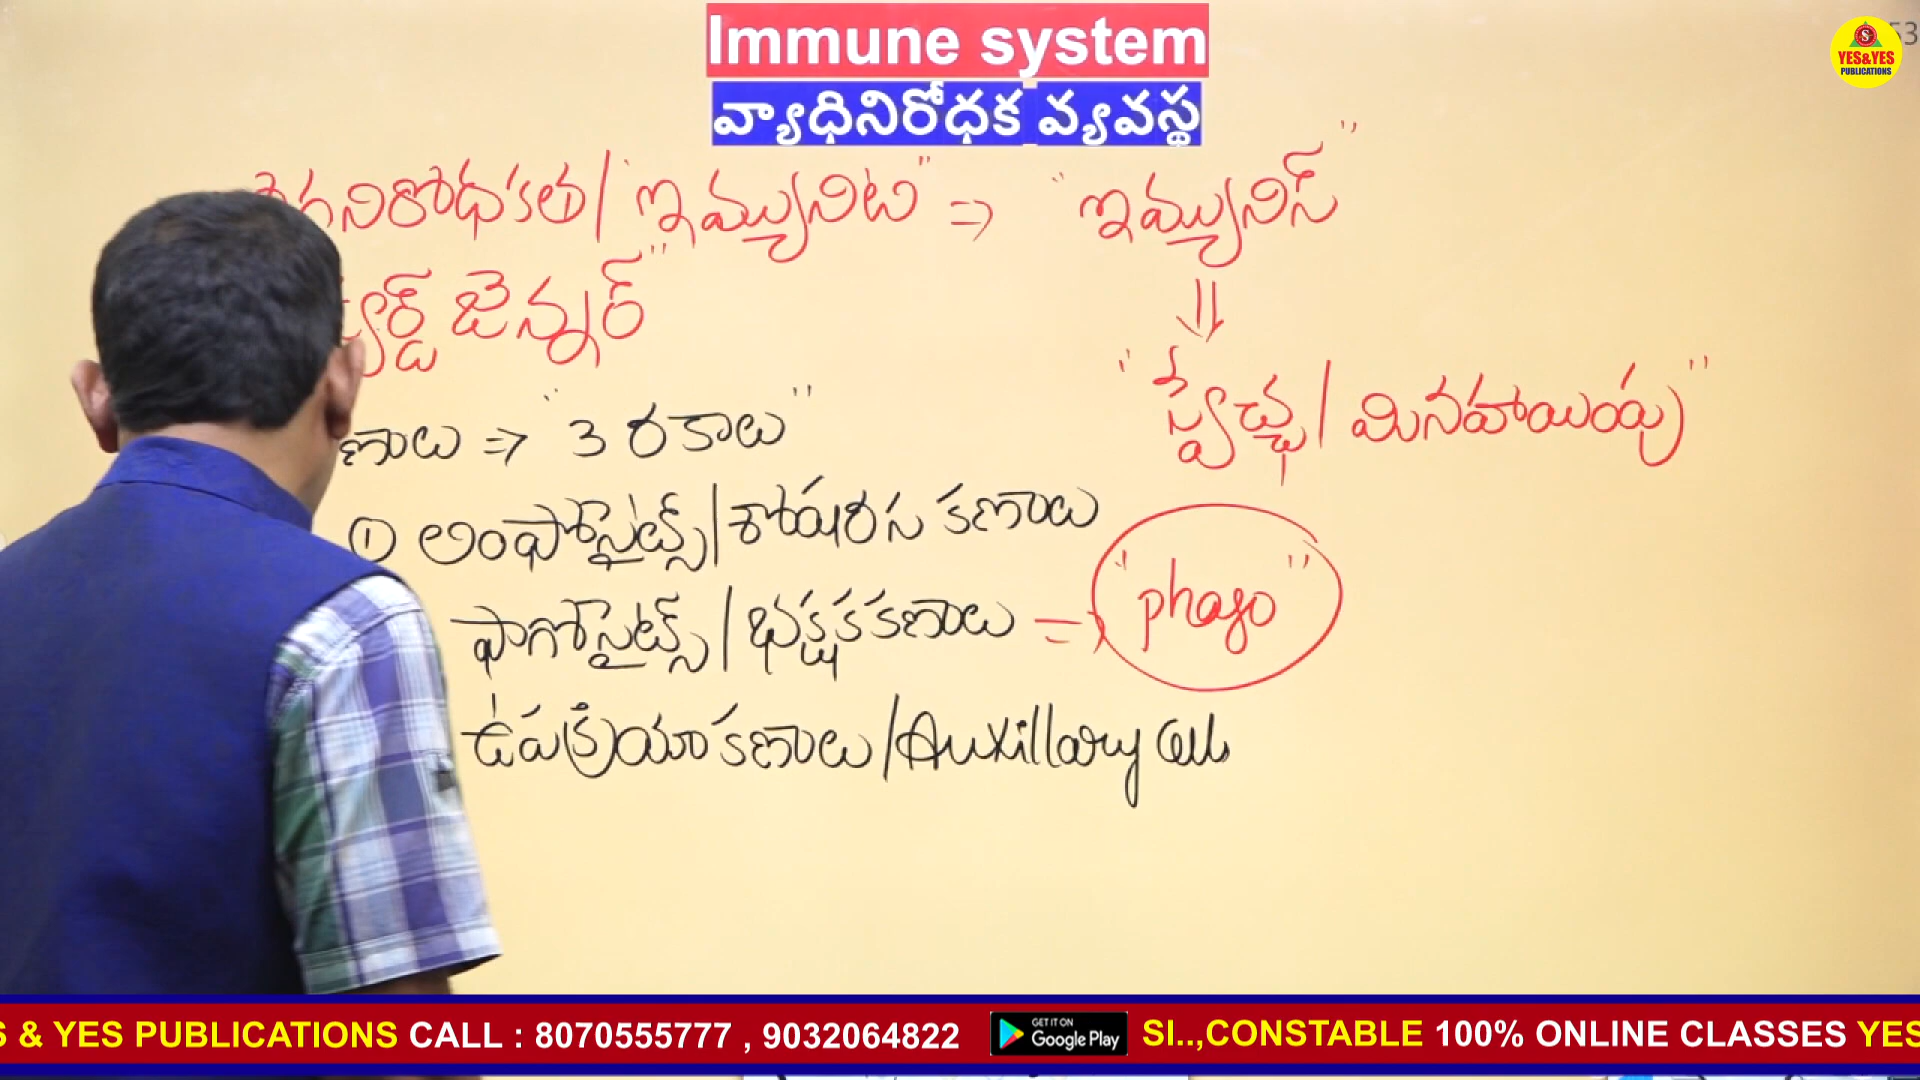 Immune system
వ్యాధినిరోధక వ్యవస్థ
53
YES&YES
PUBLICATIONS
గనిరోధకత / "ఇమ్యునిటి" => "ఇమ్యునిస్"
ర్డ్ జెన్నర్"
"స్వేచ్ఛ / మినహాయింపు"
ణాలు => "3 రకాలు"
① లింఫోసైట్స్ / శోషరస కణాలు
ఫాగోసైట్స్ / భక్షక కణాలు => "phago"
ఉపక్రియా కణాలు / Auxillary Cells
S & YES PUBLICATIONS CALL : 8070555777 , 9032064822 GET IT ON Google Play SI..,CONSTABLE 100% ONLINE CLASSES YES